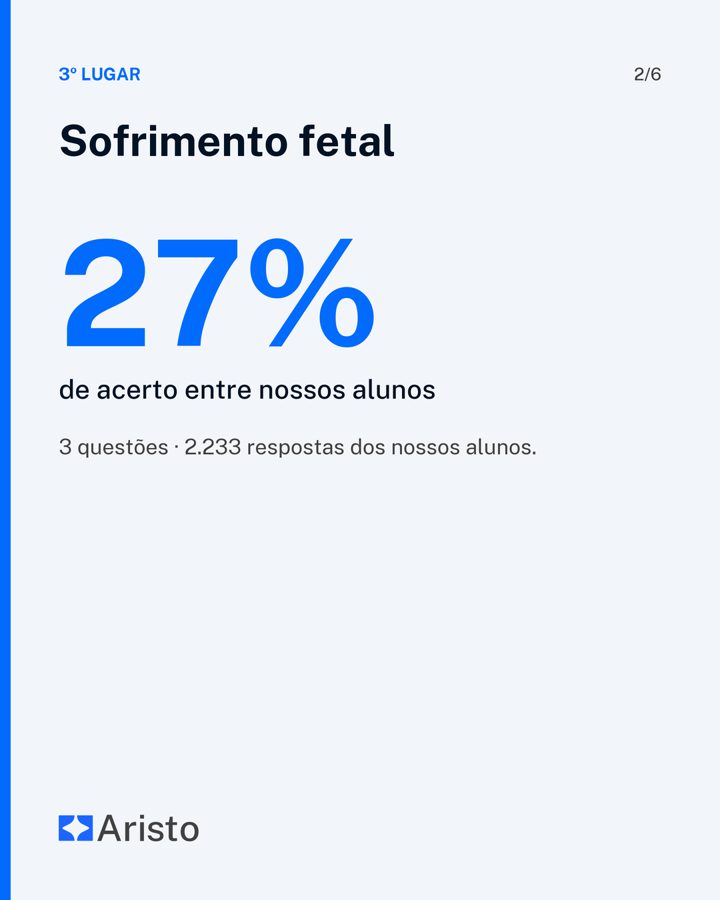 3º LUGAR
2/6
Sofrimento fetal
27%
de acerto entre nossos alunos
3 questões · 2.233 respostas dos nossos alunos.
Aristo